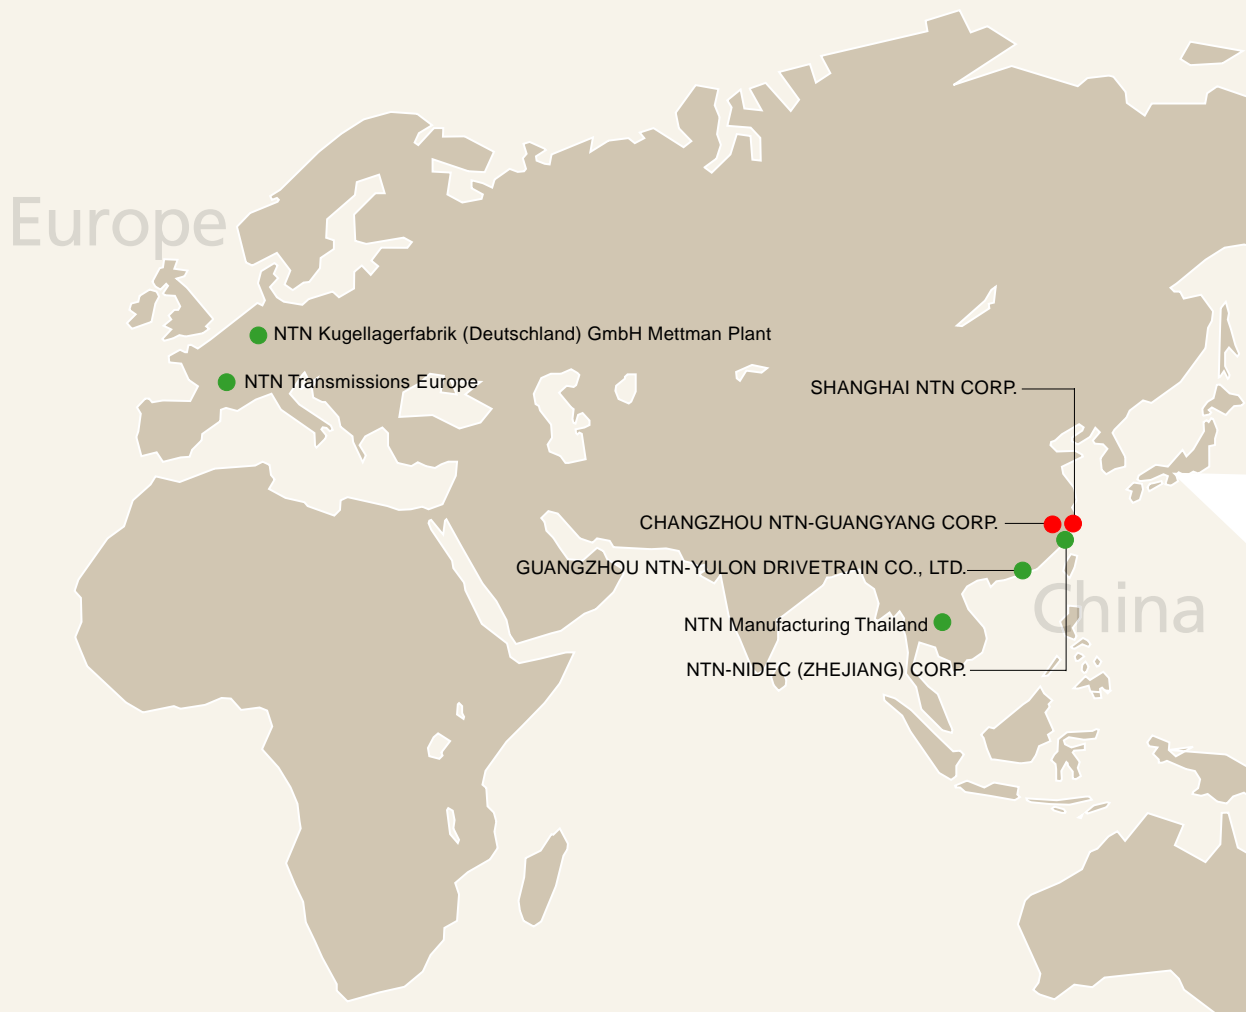 Europe
NTN Kugellagerfabrik (Deutschland) GmbH Mettman Plant
NTN Transmissions Europe
SHANGHAI NTN CORP.
CHANGZHOU NTN-GUANGYANG CORP.
GUANGZHOU NTN-YULON DRIVETRAIN CO., LTD.
China
NTN Manufacturing Thailand
NTN-NIDEC (ZHEJIANG) CORP.